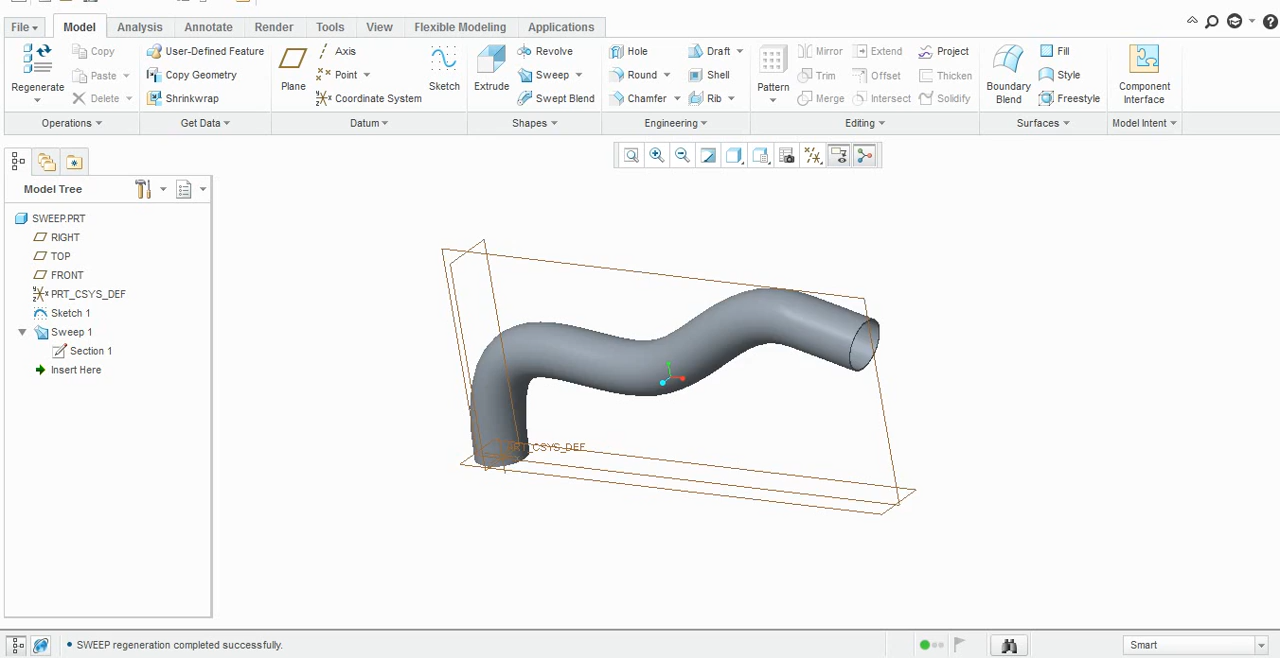 File Model Analysis Annotate Render Tools View Flexible Modeling Applications
Regenerate
Copy
Paste
Delete
Operations
User-Defined Feature
Copy Geometry
Shrinkwrap
Get Data
Plane
Axis
Point
Coordinate System
Sketch
Datum
Extrude
Revolve
Sweep
Swept Blend
Shapes
Hole
Round
Chamfer
Draft
Shell
Rib
Engineering
Pattern
Mirror
Trim
Merge
Extend
Offset
Intersect
Project
Thicken
Solidify
Editing
Boundary
Blend
Fill
Style
Freestyle
Surfaces
Component
Interface
Model Intent
Model Tree
SWEEP.PRT
RIGHT
TOP
FRONT
PRT_CSYS_DEF
Sketch 1
Sweep 1
Section 1
Insert Here
PRT_CSYS_DEF
• SWEEP regeneration completed successfully.
Smart